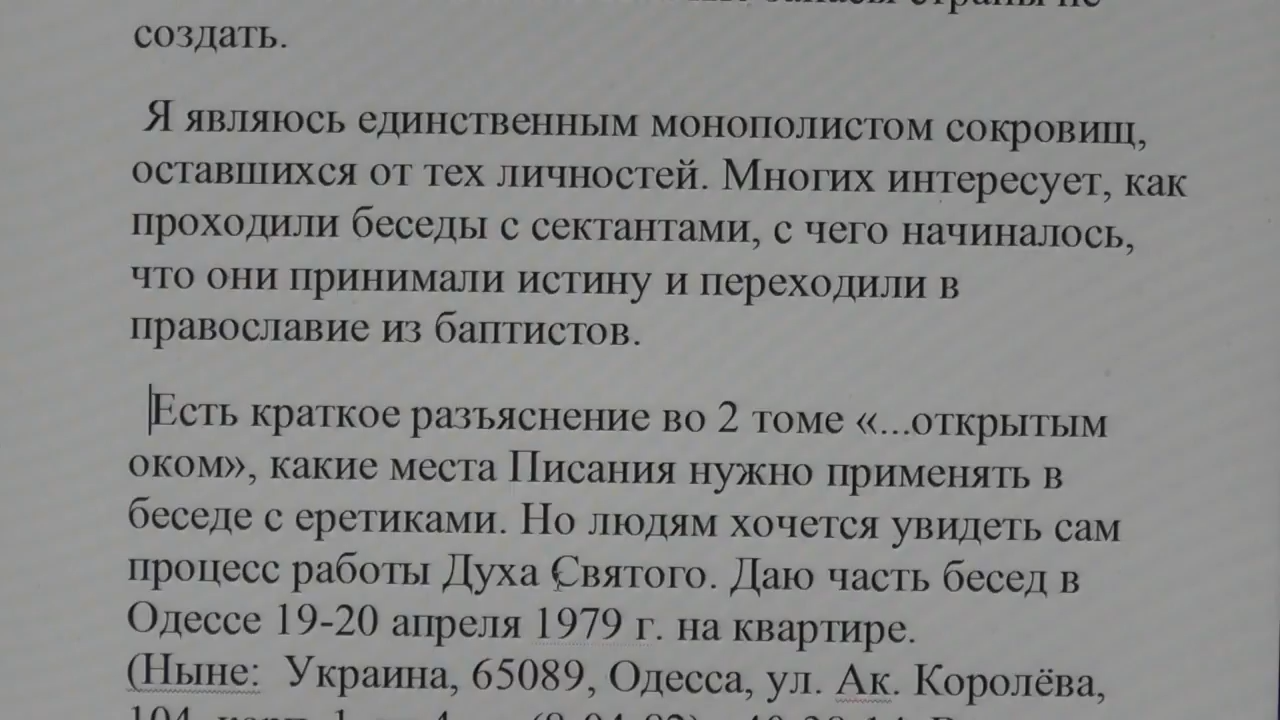 страны не
создать.
Я являюсь единственным монополистом сокровищ,
оставшихся от тех личностей. Многих интересует, как
проходили беседы с сектантами, с чего начиналось,
что они принимали истину и переходили в
православие из баптистов.
Есть краткое разъяснение во 2 томе «...открытым
оком», какие места Писания нужно применять в
беседе с еретиками. Но людям хочется увидеть сам
процесс работы Духа Святого. Даю часть бесед в
Одессе 19-20 апреля 1979 г. на квартире.
(Ныне: Украина, 65089, Одесса, ул. Ак. Королёва,